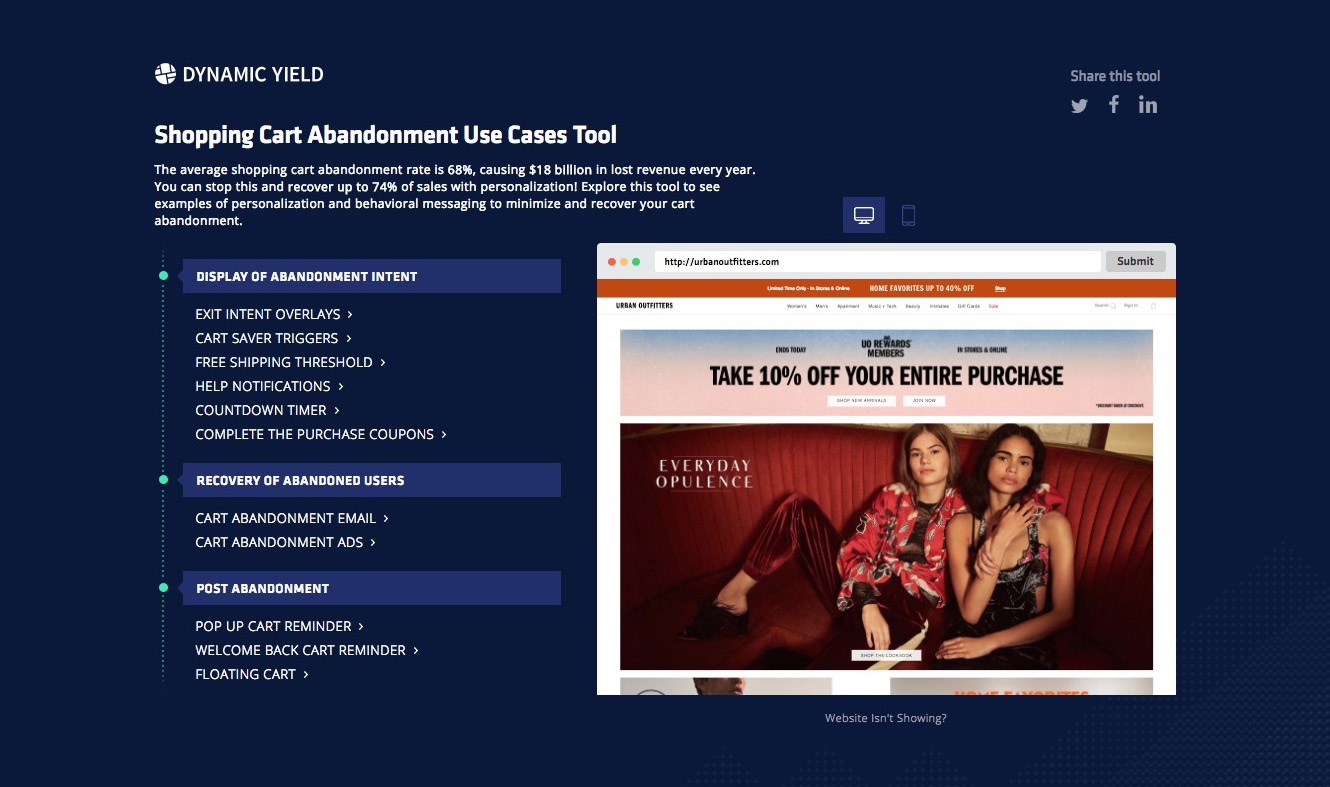 DYNAMIC YIELD
Share this tool
Shopping Cart Abandonment Use Cases Tool
The average shopping cart abandonment rate is 68%, causing $18 billion in lost revenue every year.
You can stop this and recover up to 74% of sales with personalization! Explore this tool to see
examples of personalization and behavioral messaging to minimize and recover your cart
abandonment.
DISPLAY OF ABANDONMENT INTENT
EXIT INTENT OVERLAYS >
CART SAVER TRIGGERS >
FREE SHIPPING THRESHOLD >
HELP NOTIFICATIONS >
COUNTDOWN TIMER >
COMPLETE THE PURCHASE COUPONS >
RECOVERY OF ABANDONED USERS
CART ABANDONMENT EMAIL >
CART ABANDONMENT ADS >
POST ABANDONMENT
POP UP CART REMINDER >
WELCOME BACK CART REMINDER >
FLOATING CART >
http://urbanoutfitters.com
Submit
Limited Time Only - In Stores & Online HOME FAVORITES UP TO 40% OFF Shop
URBAN OUTFITTERS Women's Men's Apartment Music + Tech Beauty Intimates Gift Cards Sale Search Sign In
ENDS TODAY
UO REWARDS'
MEMBERS
IN STORES & ONLINE
TAKE 10% OFF YOUR ENTIRE PURCHASE
SHOP NEW ARRIVALS JOIN NOW
*DISCOUNT TAKEN AT CHECKOUT.
EVERYDAY
OPULENCE
SHOP THE LOOKBOOK
HOME FAVORITES
Website Isn't Showing?